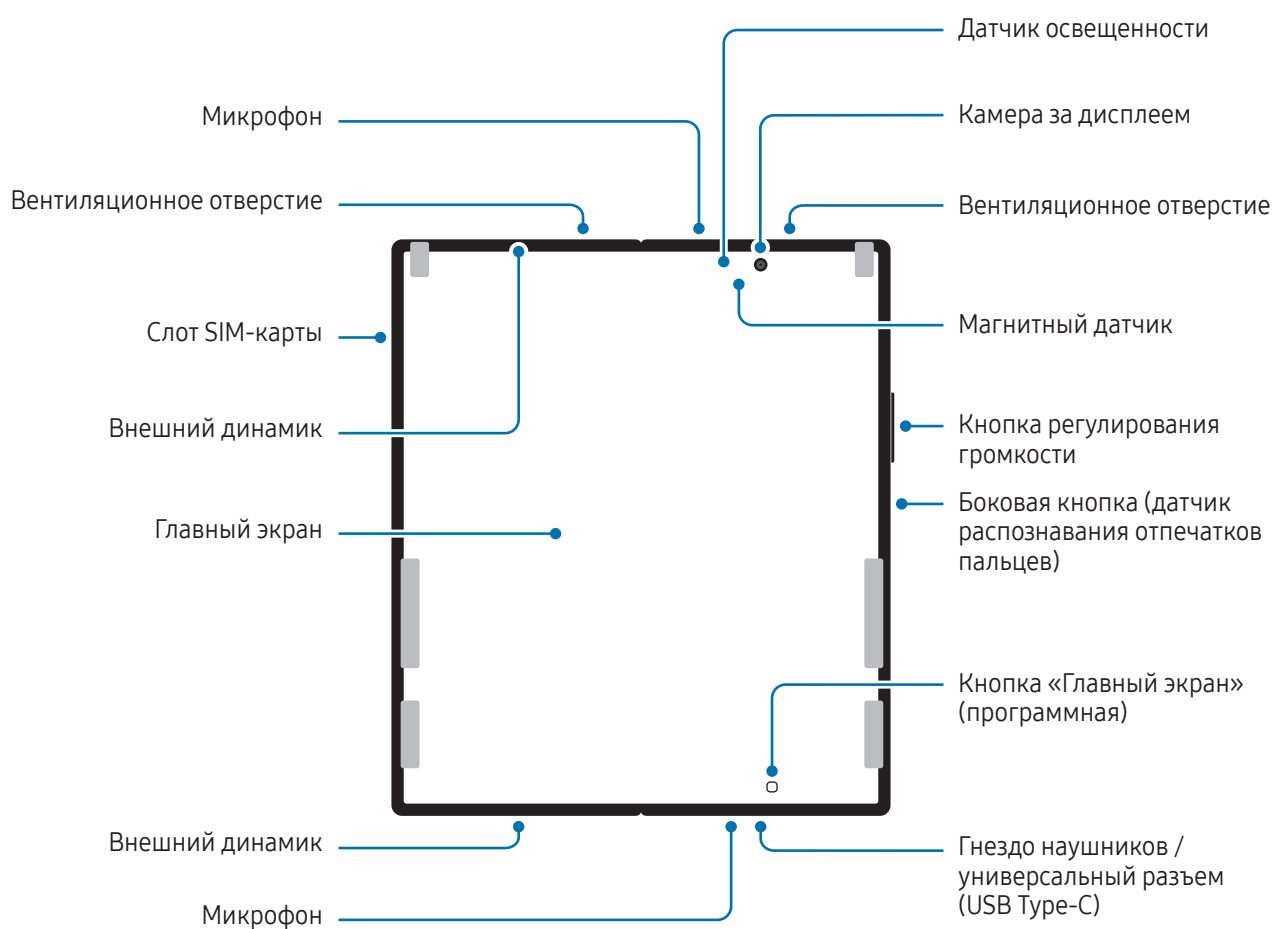 Датчик освещенности
Микрофон
Камера за дисплеем
Вентиляционное отверстие
Вентиляционное отверстие
Слот SIM-карты
Магнитный датчик
Внешний динамик
Кнопка регулирования
громкости
Главный экран
Боковая кнопка (датчик
распознавания отпечатков
пальцев)
Кнопка «Главный экран»
(программная)
Внешний динамик
Гнездо наушников /
универсальный разъем
(USB Type-C)
Микрофон